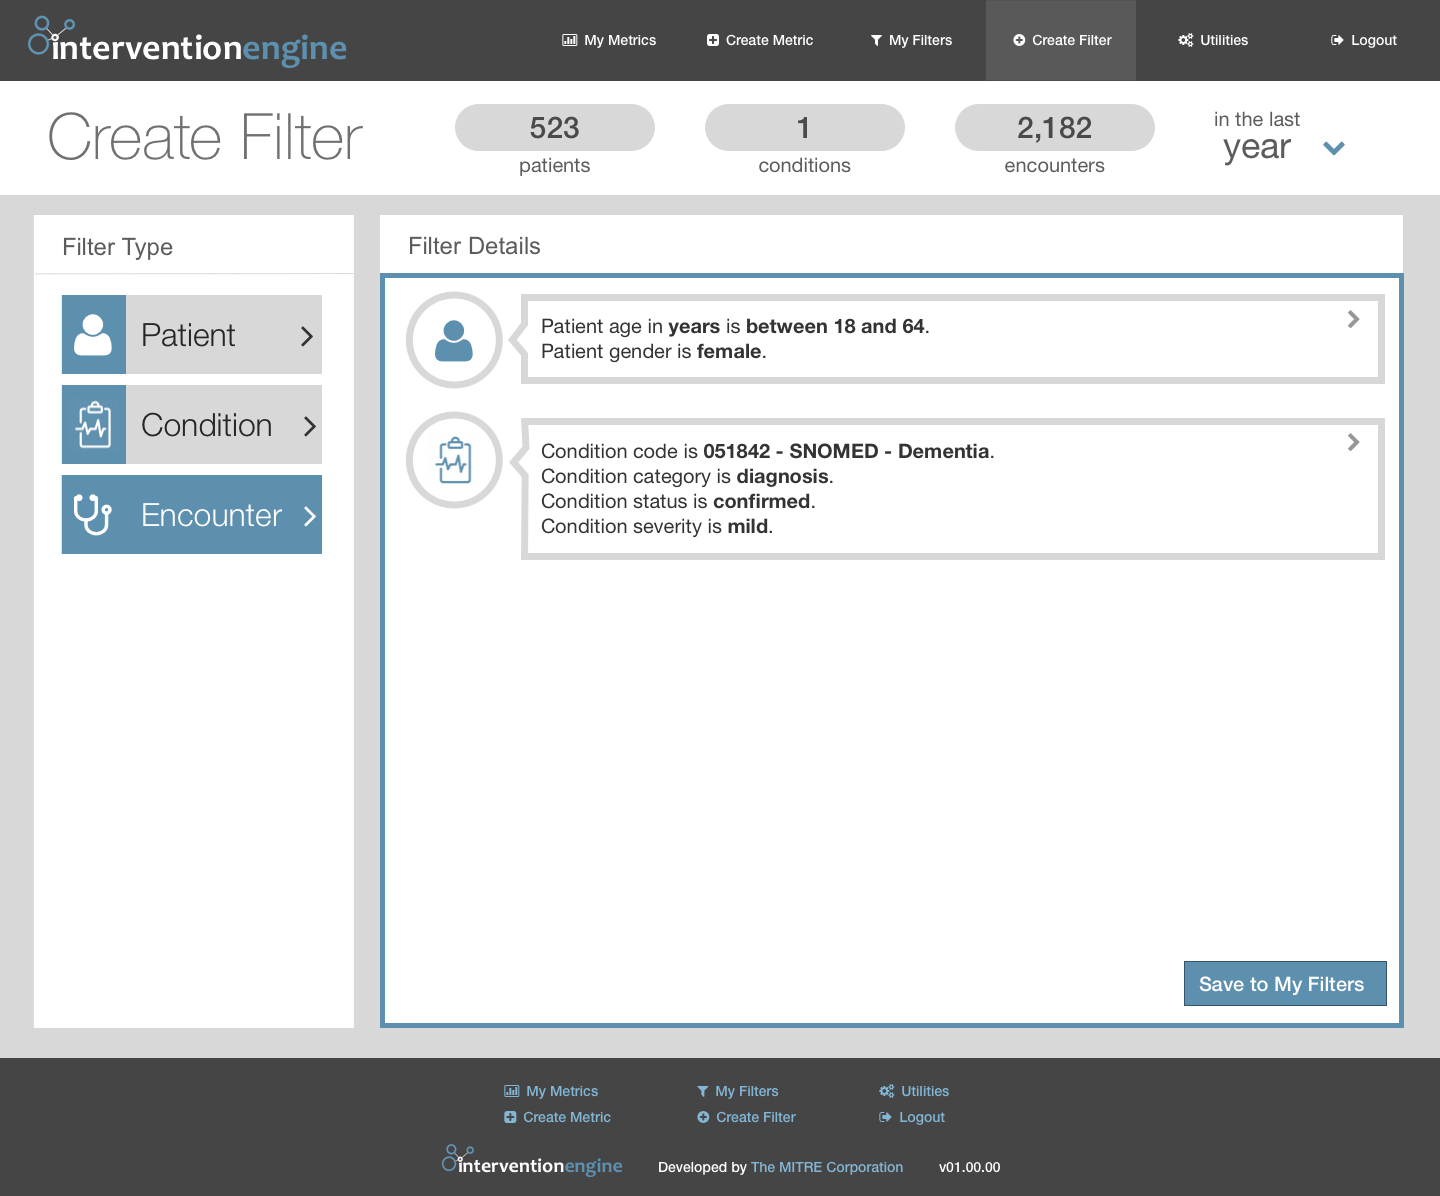 interventionengine
My Metrics
Create Metric
My Filters
Create Filter
Utilities
Logout
Create Filter
523
patients
1
conditions
2,182
encounters
in the last
year
Filter Type
Patient
Condition
Encounter
Filter Details
Patient age in years is between 18 and 64.
Patient gender is female.
Condition code is 051842 - SNOMED - Dementia.
Condition category is diagnosis.
Condition status is confirmed.
Condition severity is mild.
Save to My Filters
My Metrics
My Filters
Utilities
Create Metric
Create Filter
Logout
interventionengine
Developed by The MITRE Corporation
v01.00.00